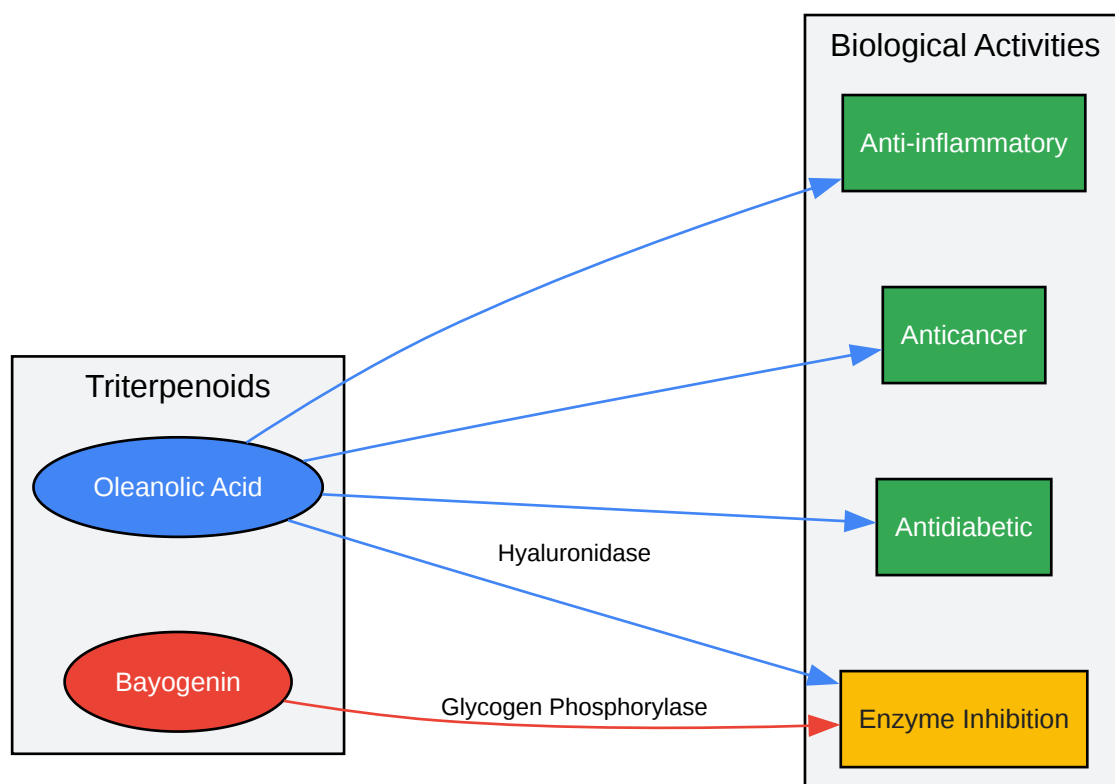 Biological Activities
Anti-inflammatory
Anticancer
Triterpenoids
Oleanolic Acid
Antidiabetic
Hyaluronidase
Bayogenin
Glycogen Phosphorylase
Enzyme Inhibition